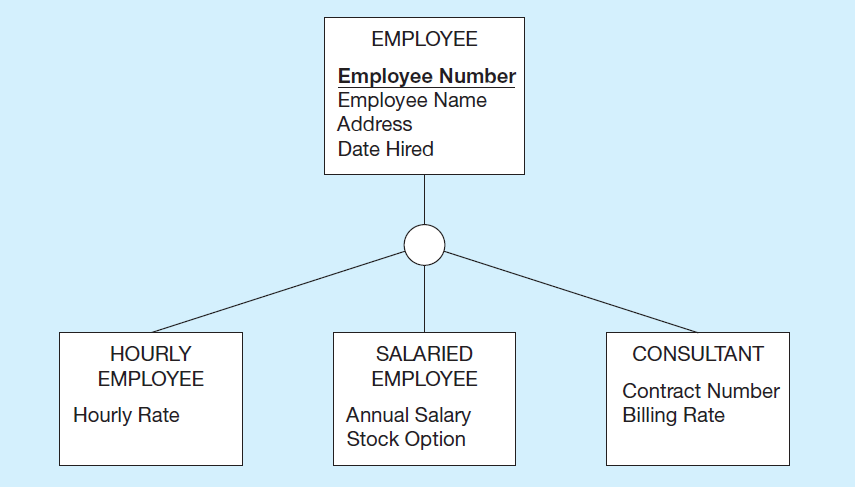 EMPLOYEE
Employee Number
Employee Name
Address
Date Hired
HOURLY
EMPLOYEE
Hourly Rate
SALARIED
EMPLOYEE
Annual Salary
Stock Option
CONSULTANT
Contract Number
Billing Rate